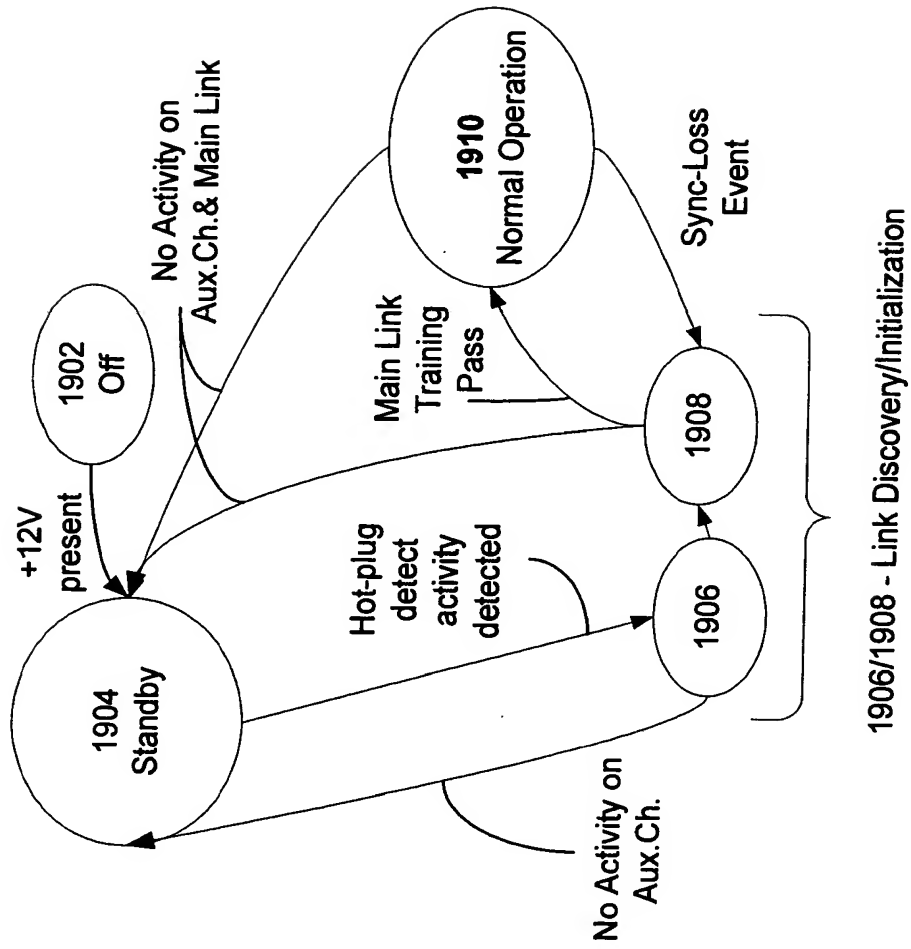 1902
Off
+12V
present
1904
Standby
No Activity on
Aux.Ch.& Main Link
Hot-plug
detect
activity
detected
Main Link
Training
Pass
1910
Normal Operation
No Activity on
Aux.Ch.
1906
1908
Sync-Loss
Event
1906/1908 - Link Discovery/Initialization